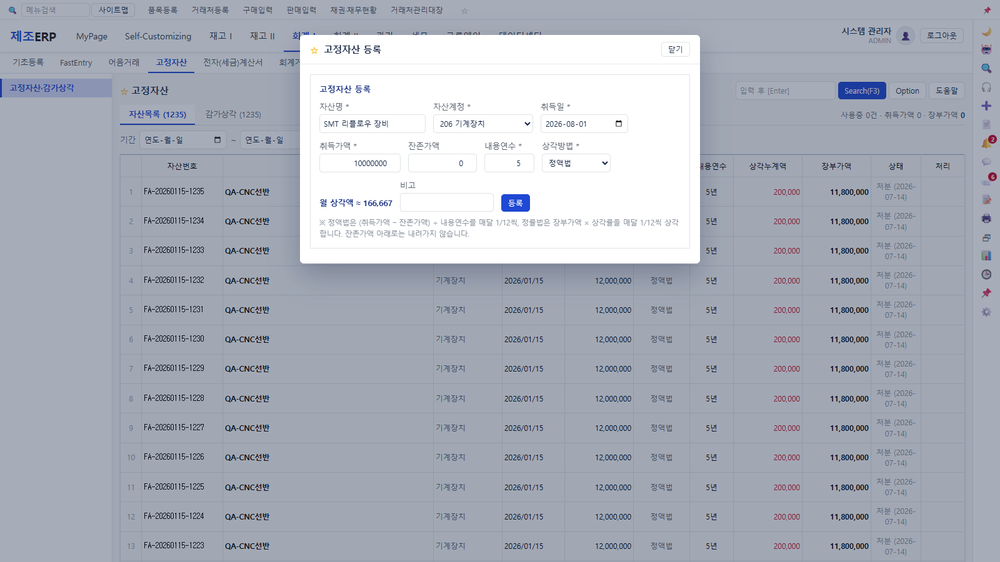 메뉴검색 사이트맵 품목등록 거래처등록 구매입력 판매입력 채권·채무현황 거래처관리대장 ☆
제조ERP MyPage Self-Customizing 재고 I 재고 II
시스템 관리자
ADMIN
로그아웃
기초등록 FastEntry 어음거래 고정자산 전자(세금)계산서
고정자산·감가상각
☆ 고정자산
입력 후 [Enter] Search(F3) Option 도움말
자산목록 (1235) 감가상각 (1235)
사용중 0건 · 취득가액 0 · 장부가액 0
기간 연도-월-일 ~ 연도-월-일
☆ 고정자산 등록 닫기
고정자산 등록
자산명 * 자산계정 * 취득일 *
SMT 리플로우 장비 206 기계장치 2026-08-01
취득가액 * 잔존가액 내용연수 * 상각방법 *
10000000 0 5 정액법
비고
월 상각액 ≈ 166,667 등록
※ 정액법은 (취득가액 − 잔존가액) ÷ 내용연수를 매달 1/12씩, 정률법은 장부가액 × 상각률을 매달 1/12씩 상각
합니다. 잔존가액 아래로는 내려가지 않습니다.
자산번호 내용연수 상각누계액 장부가액 상태 처리
1 FA-20260115-1235 QA-CNC선반 5년 200,000 11,800,000 처분 (2026-07-14)
2 FA-20260115-1234 QA-CNC선반 5년 200,000 11,800,000 처분 (2026-07-14)
3 FA-20260115-1233 QA-CNC선반 5년 200,000 11,800,000 처분 (2026-07-14)
4 FA-20260115-1232 QA-CNC선반 기계장치 2026/01/15 12,000,000 정액법 5년 200,000 11,800,000 처분 (2026-07-14)
5 FA-20260115-1231 QA-CNC선반 기계장치 2026/01/15 12,000,000 정액법 5년 200,000 11,800,000 처분 (2026-07-14)
6 FA-20260115-1230 QA-CNC선반 기계장치 2026/01/15 12,000,000 정액법 5년 200,000 11,800,000 처분 (2026-07-14)
7 FA-20260115-1229 QA-CNC선반 기계장치 2026/01/15 12,000,000 정액법 5년 200,000 11,800,000 처분 (2026-07-14)
8 FA-20260115-1228 QA-CNC선반 기계장치 2026/01/15 12,000,000 정액법 5년 200,000 11,800,000 처분 (2026-07-14)
9 FA-20260115-1227 QA-CNC선반 기계장치 2026/01/15 12,000,000 정액법 5년 200,000 11,800,000 처분 (2026-07-14)
10 FA-20260115-1226 QA-CNC선반 기계장치 2026/01/15 12,000,000 정액법 5년 200,000 11,800,000 처분 (2026-07-14)
11 FA-20260115-1225 QA-CNC선반 기계장치 2026/01/15 12,000,000 정액법 5년 200,000 11,800,000 처분 (2026-07-14)
12 FA-20260115-1224 QA-CNC선반 기계장치 2026/01/15 12,000,000 정액법 5년 200,000 11,800,000 처분 (2026-07-14)
13 FA-20260115-1223 QA-CNC선반 기계장치 2026/01/15 12,000,000 정액법 5년 200,000 11,800,000 처분 (2026-07-14)
2
6